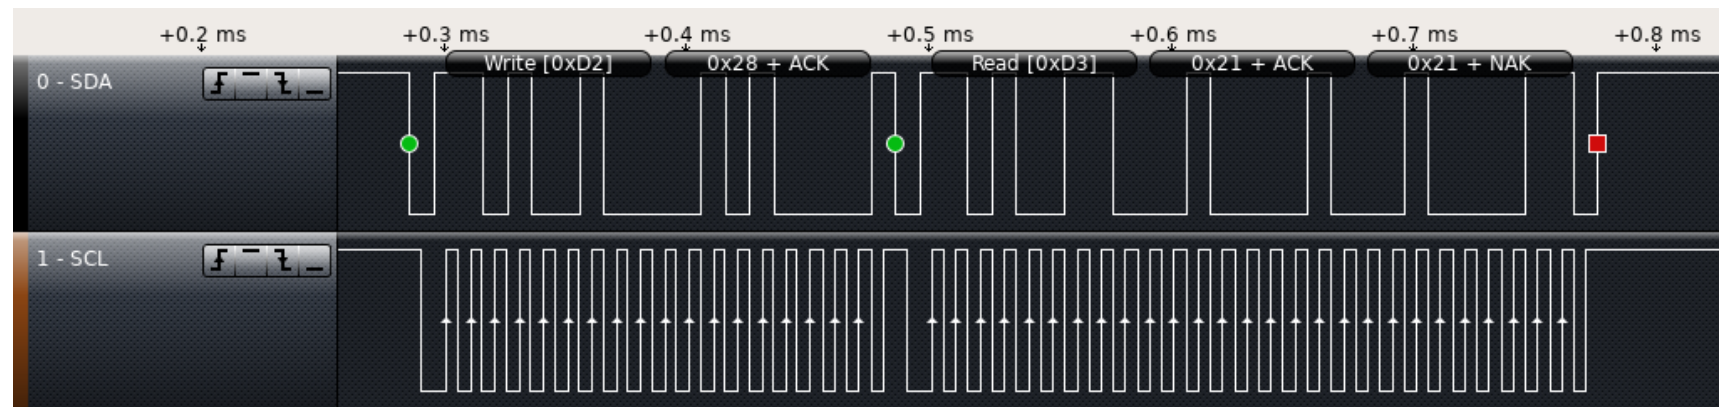 +0.2 ms +0.3 ms +0.4 ms +0.5 ms +0.6 ms +0.7 ms +0.8 ms
Write [0xD2] 0x28 + ACK Read [0xD3] 0x21 + ACK 0x21 + NAK
0 - SDA
1 - SCL